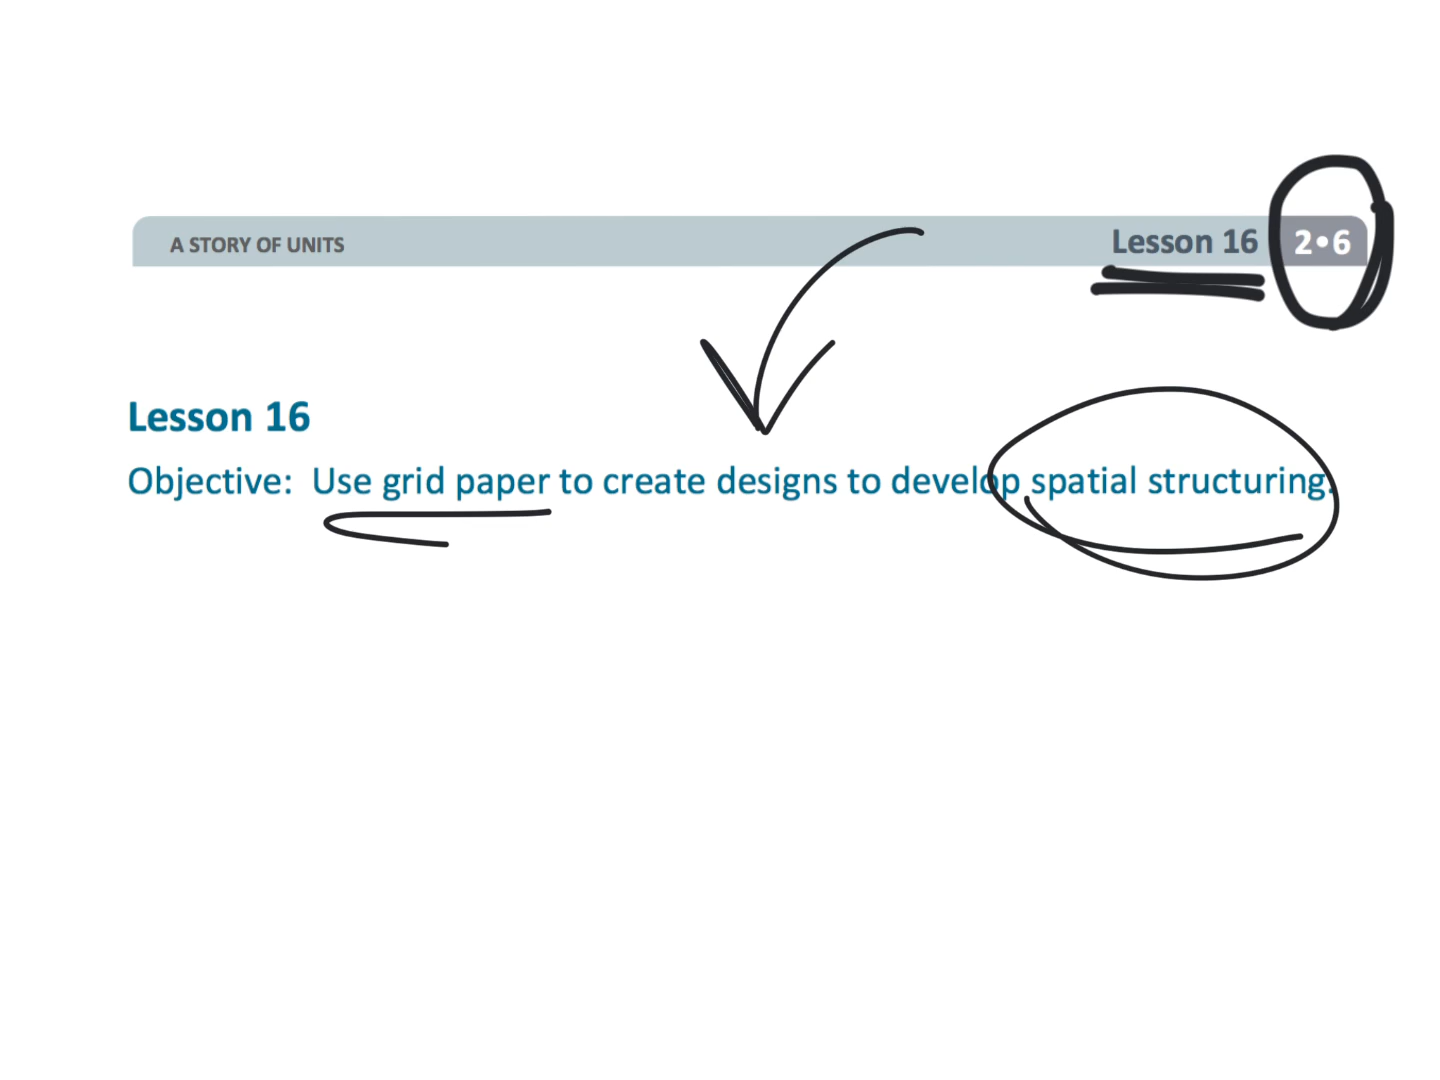 A STORY OF UNITS Lesson 16 2•6
Lesson 16
Objective: Use grid paper to create designs to develop spatial structuring.